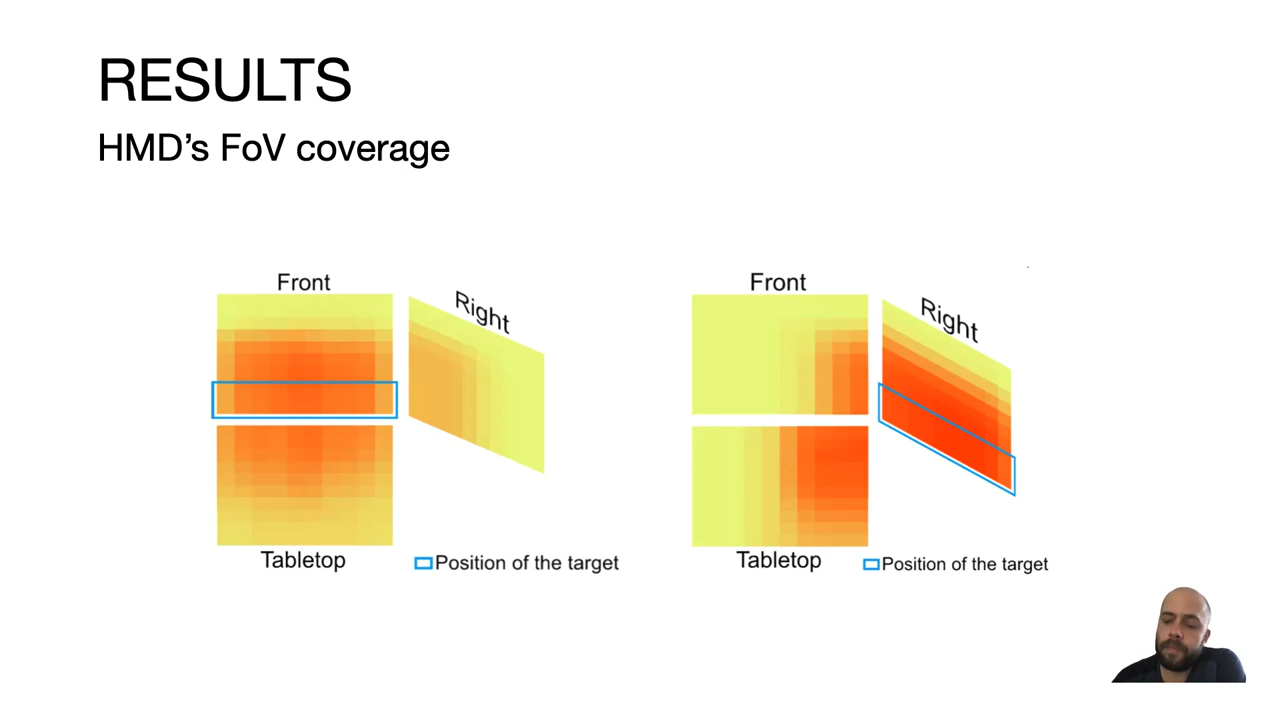 RESULTS
HMD's FoV coverage
Front
Right
Tabletop
Position of the target
Front
Right
Tabletop
Position of the target